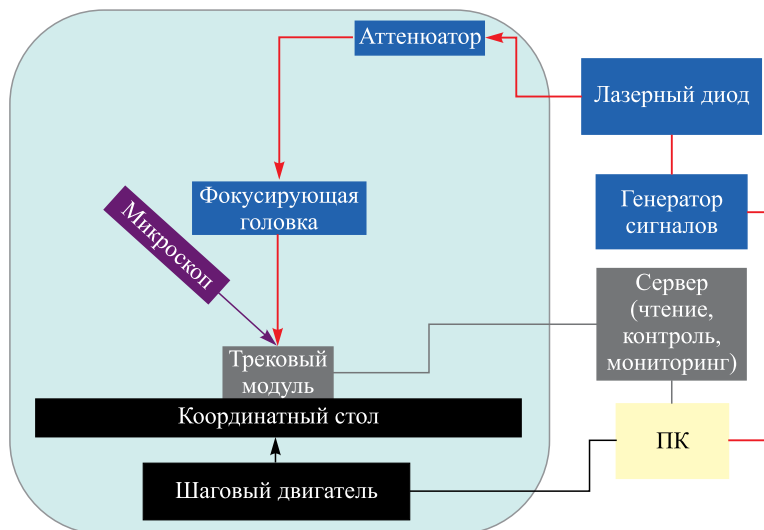 Аттенюатор
Лазерный диод
Фокусирующая
головка
Генератор
сигналов
Микроскоп
Сервер
(чтение,
контроль,
мониторинг)
Трековый
модуль
Координатный стол
ПК
Шаговый двигатель